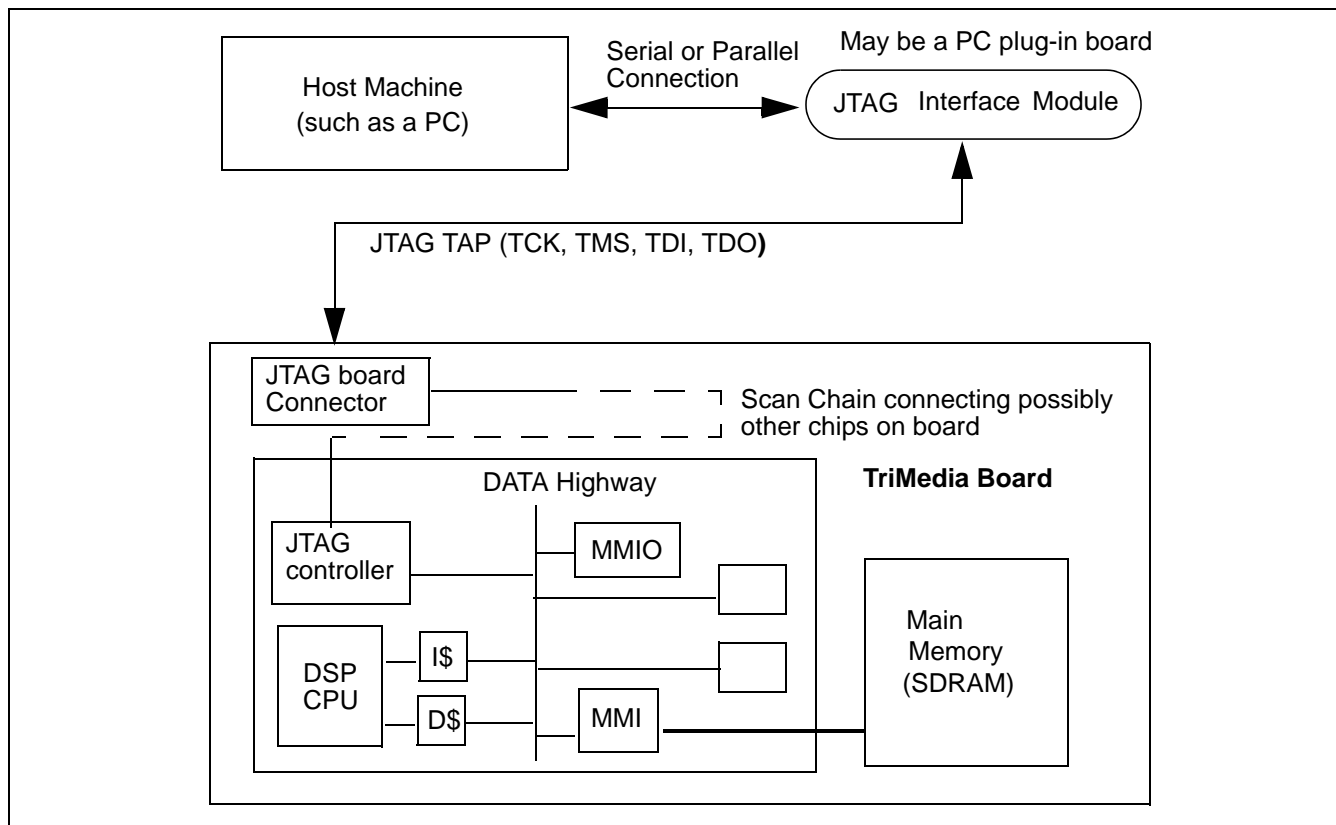 May be a PC plug-in board
Serial or Parallel
Connection
Host Machine
(such as a PC)
JTAG Interface Module
JTAG TAP (TCK, TMS, TDI, TDO)
JTAG board
Connector
Scan Chain connecting possibly
other chips on board
TriMedia Board
DATA Highway
JTAG
controller
MMIO
DSP
CPU
I$
D$
MMI
Main
Memory
(SDRAM)